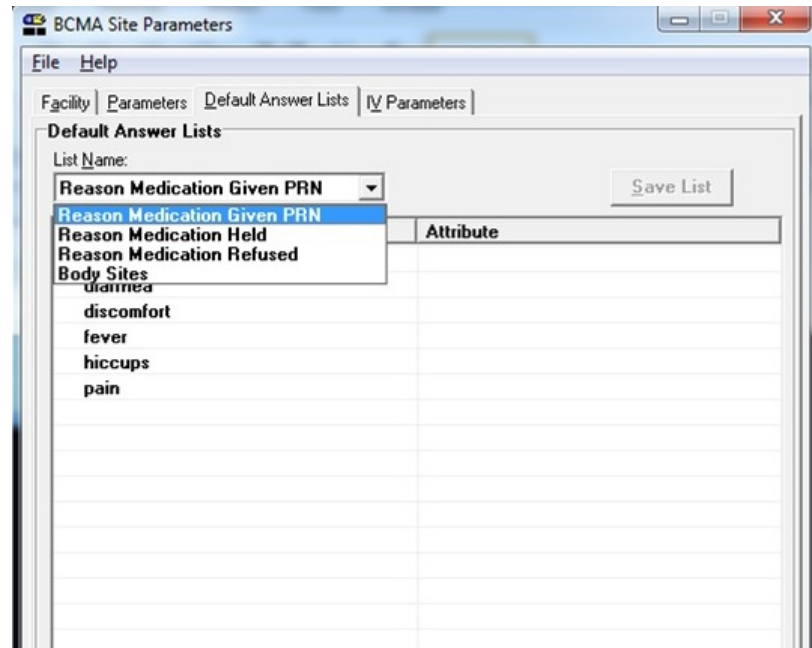 BCMA Site Parameters
File Help
Facility Parameters Default Answer Lists IV Parameters
Default Answer Lists
List Name:
Reason Medication Given PRN
Save List
Reason Medication Given PRN
Attribute
Reason Medication Held
Reason Medication Refused
Body Sites
diarrhea
discomfort
fever
hiccups
pain